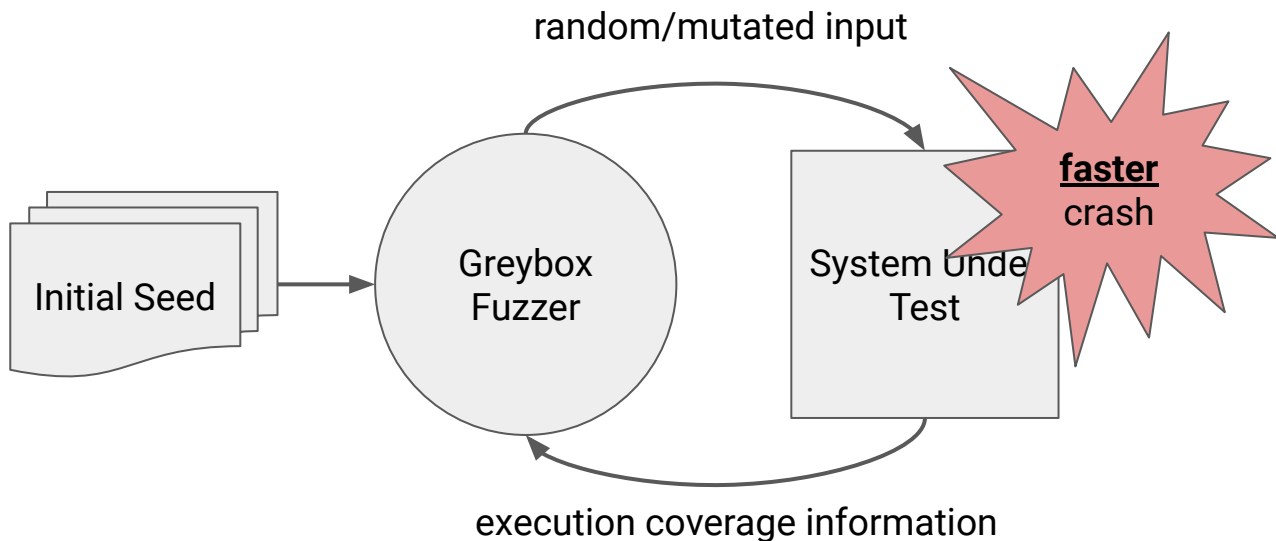 random/mutated input
faster
crash
Initial Seed
Greybox
Fuzzer
System Unde
Test
execution coverage information